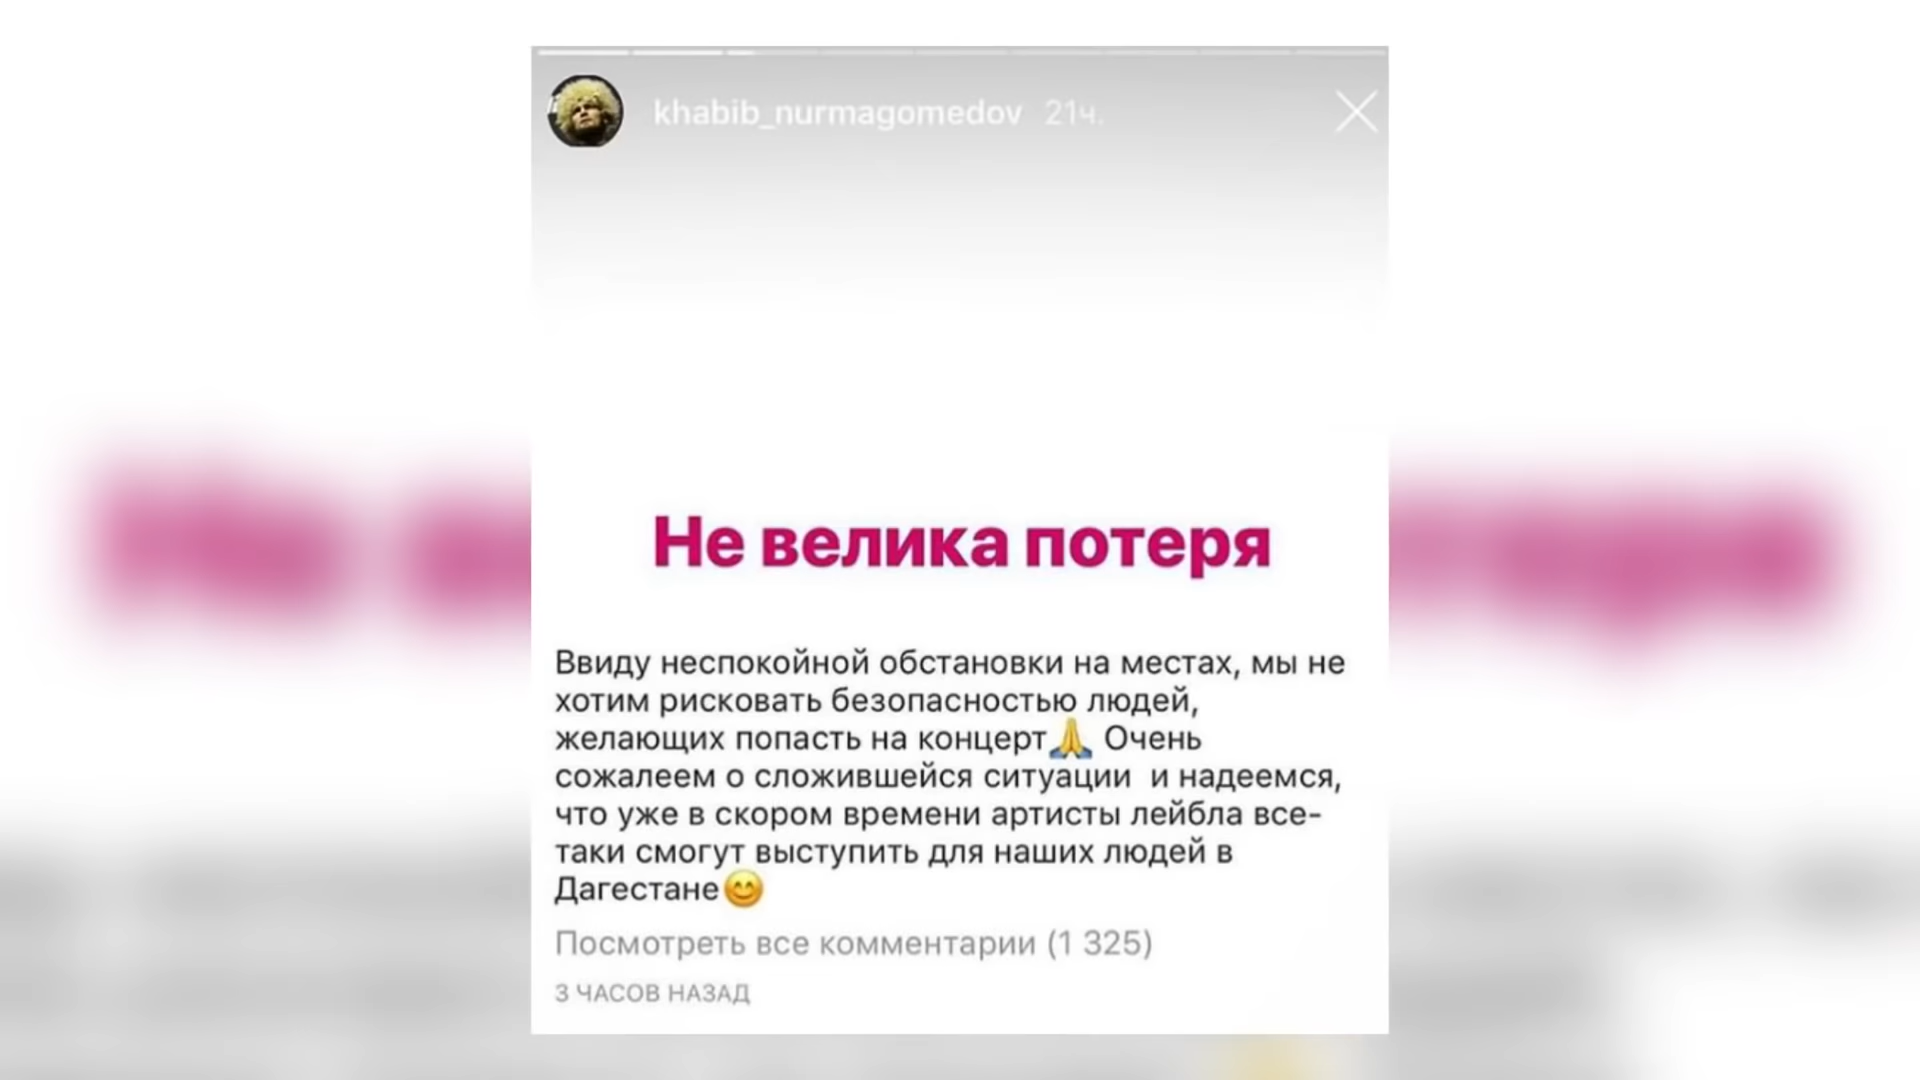 khabib_nurmagomedov 21ч.
Не велика потеря
Ввиду неспокойной обстановки на местах, мы не
хотим рисковать безопасностью людей,
желающих попасть на концерт🙏 Очень
сожалеем о сложившейся ситуации и надеемся,
что уже в скором времени артисты лейбла все-
таки смогут выступить для наших людей в
Дагестане😊
Посмотреть все комментарии (1 325)
3 ЧАСОВ НАЗАД